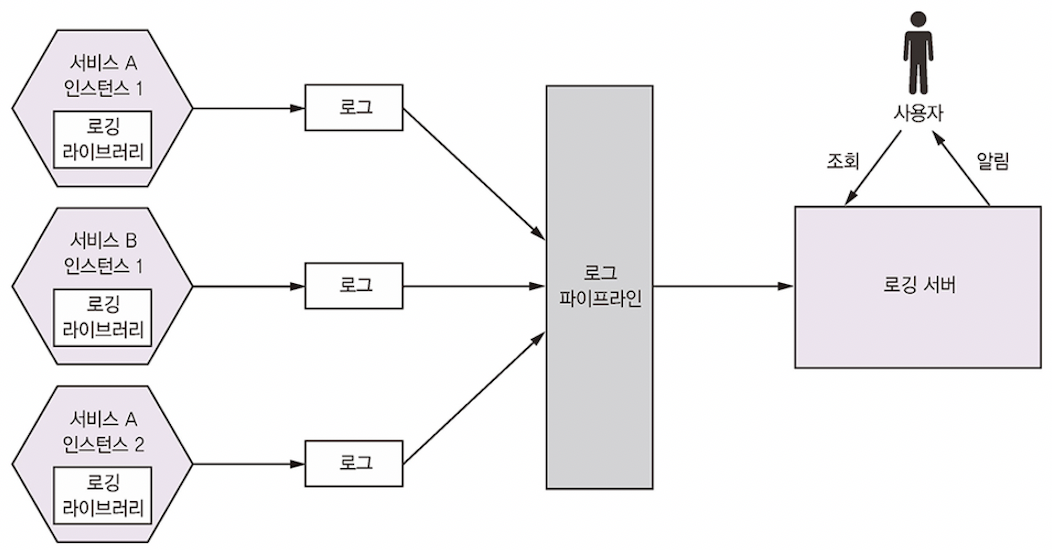 서비스 A
인스턴스 1
로깅
라이브러리
로그
서비스 B
인스턴스 1
로깅
라이브러리
로그
서비스 A
인스턴스 2
로깅
라이브러리
로그
로그
파이프라인
사용자
조회
알림
로깅 서버